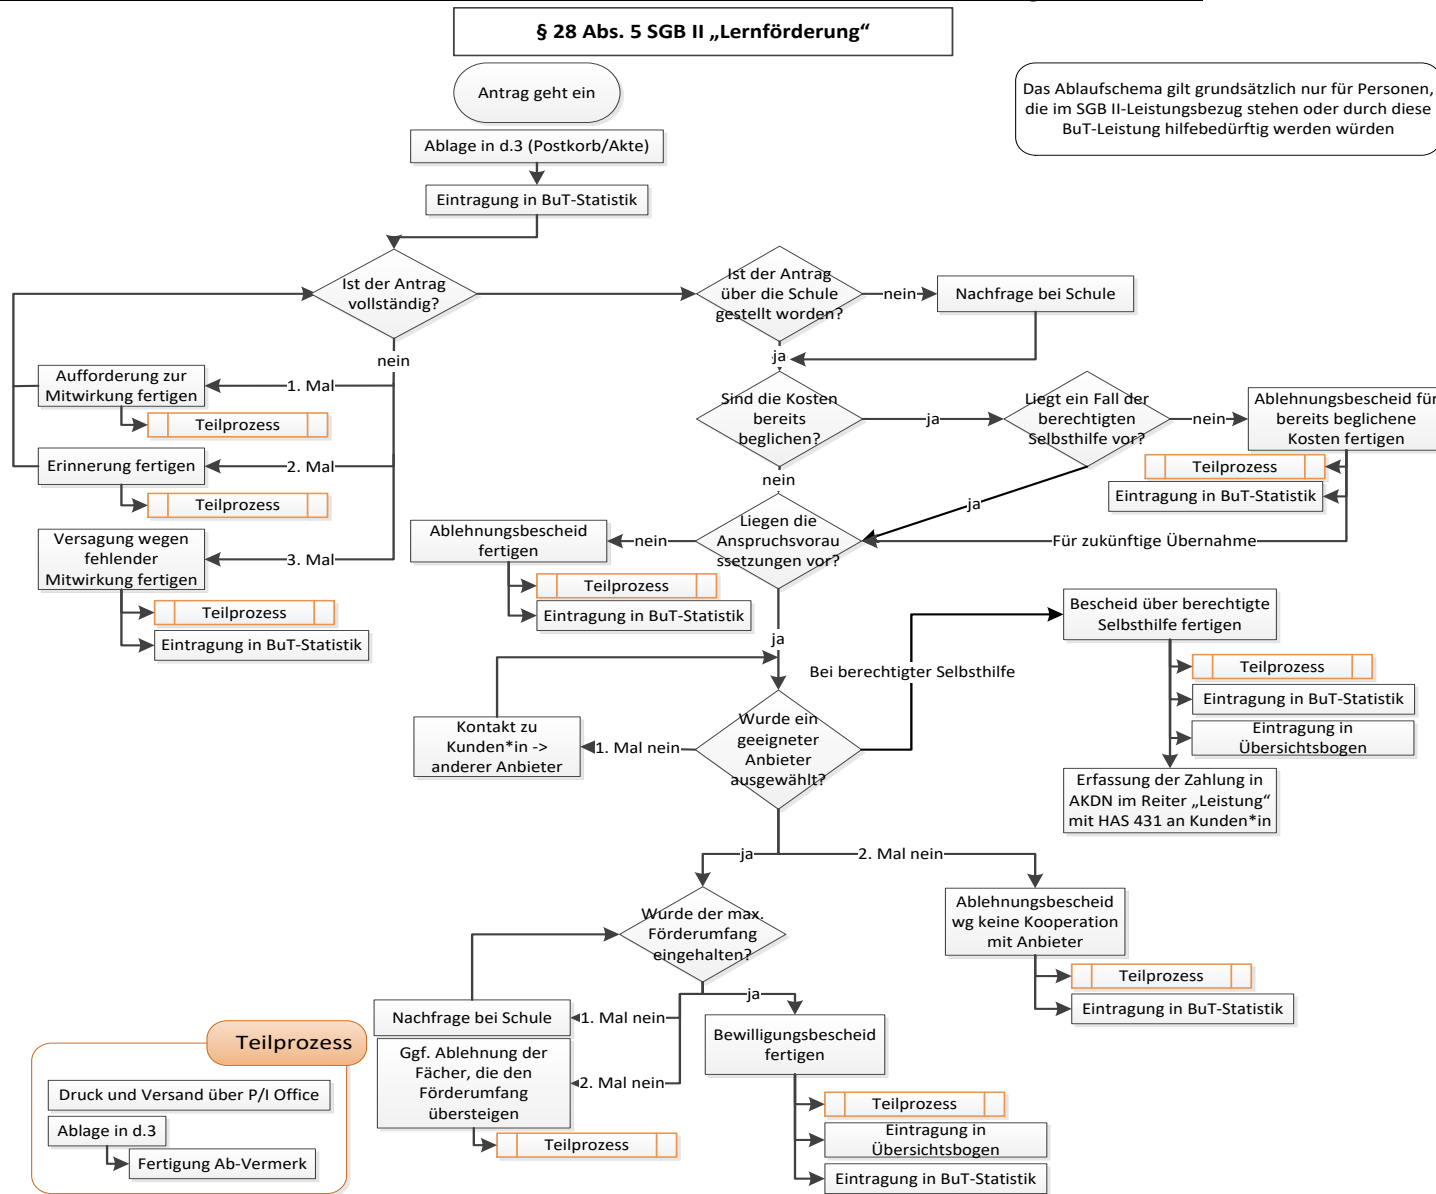 § 28 Abs. 5 SGB II „Lernförderung“
Antrag geht ein
Das Ablaufschema gilt grundsätzlich nur für Personen,
die im SGB II-Leistungsbezug stehen oder durch diese
BuT-Leistung hilfebedürftig werden würden
Ablage in d.3 (Postkorb/Akte)
Eintragung in BuT-Statistik
Ist der Antrag
vollständig?
Ist der Antrag
über die Schule
gestellt worden?
nein
Nachfrage bei Schule
nein
ja
Aufforderung zur
Mitwirkung fertigen
1. Mal
Teilprozess
Erinnerung fertigen
2. Mal
Teilprozess
Versagung wegen
fehlender
Mitwirkung fertigen
3. Mal
Teilprozess
Eintragung in BuT-Statistik
Sind die Kosten
bereits
beglichen?
ja
Liegt ein Fall der
berechtigten
Selbsthilfe vor?
nein
Ablehnungsbescheid für
bereits beglichene
Kosten fertigen
Teilprozess
Eintragung in BuT-Statistik
nein
ja
Für zukünftige Übernahme
Liegen die
Anspruchsvorau
ssetzungen vor?
nein
Ablehnungsbescheid
fertigen
Teilprozess
Eintragung in BuT-Statistik
ja
Bei berechtigter Selbsthilfe
Bescheid über berechtigte
Selbsthilfe fertigen
Teilprozess
Eintragung in BuT-Statistik
Eintragung in
Übersichtsbogen
Erfassung der Zahlung in
AKDN im Reiter „Leistung“
mit HAS 431 an Kunden*in
Kontakt zu
Kunden*in ->
anderer Anbieter
1. Mal nein
Wurde ein
geeigneter
Anbieter
ausgewählt?
ja
2. Mal nein
Ablehnungsbescheid
wg keine Kooperation
mit Anbieter
Teilprozess
Eintragung in BuT-Statistik
Wurde der max.
Förderumfang
eingehalten?
ja
Nachfrage bei Schule
1. Mal nein
Ggf. Ablehnung der
Fächer, die den
Förderumfang
übersteigen
2. Mal nein
Teilprozess
Bewilligungsbescheid
fertigen
Teilprozess
Eintragung in
Übersichtsbogen
Eintragung in BuT-Statistik
Teilprozess
Druck und Versand über P/I Office
Ablage in d.3
Fertigung Ab-Vermerk